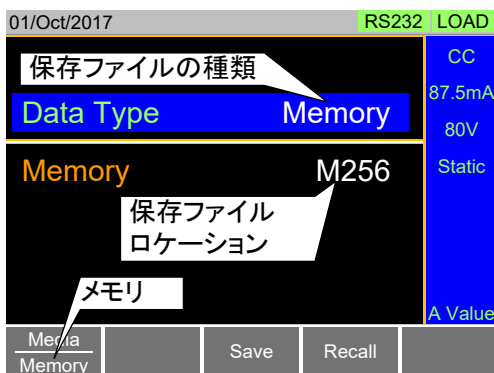 01/Oct/2017 RS232 LOAD
保存ファイルの種類
Data Type Memory
Memory M256
保存ファイル
ロケーション
メモリ
CC
87.5mA
80V
Static
A Value
Media
Memory
Save
Recall